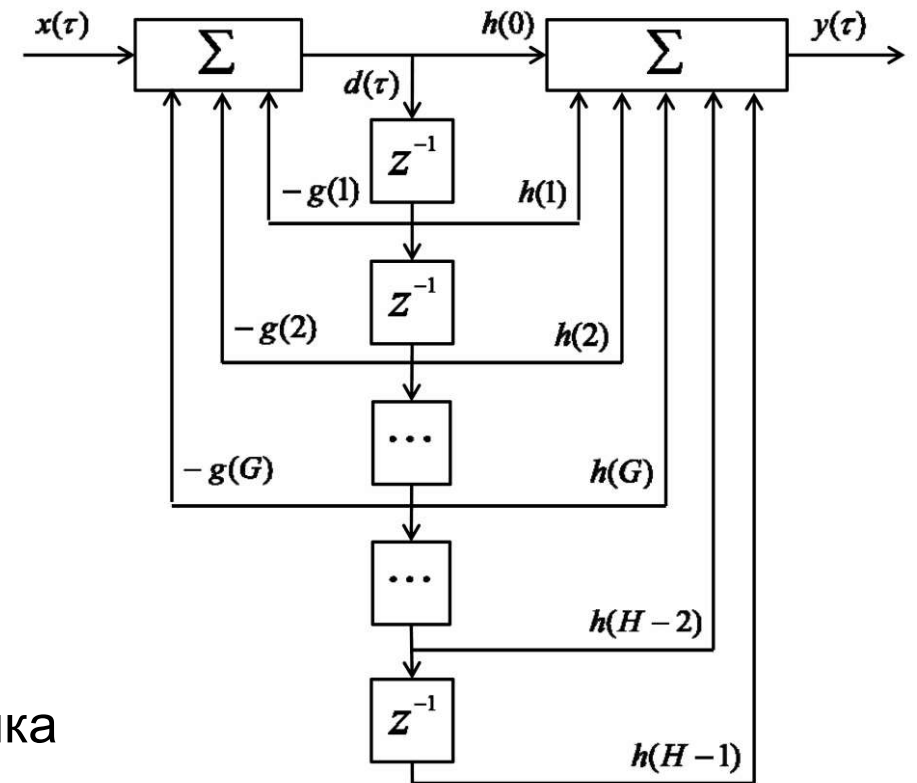 x(τ) Σ h(0) Σ y(τ}
d(τ)
z⁻¹
− g(1) h(1)
z⁻¹
− g(2) h(2)
···
− g(G) h(G)
···
h(H − 2)
z⁻¹
h(H − 1)